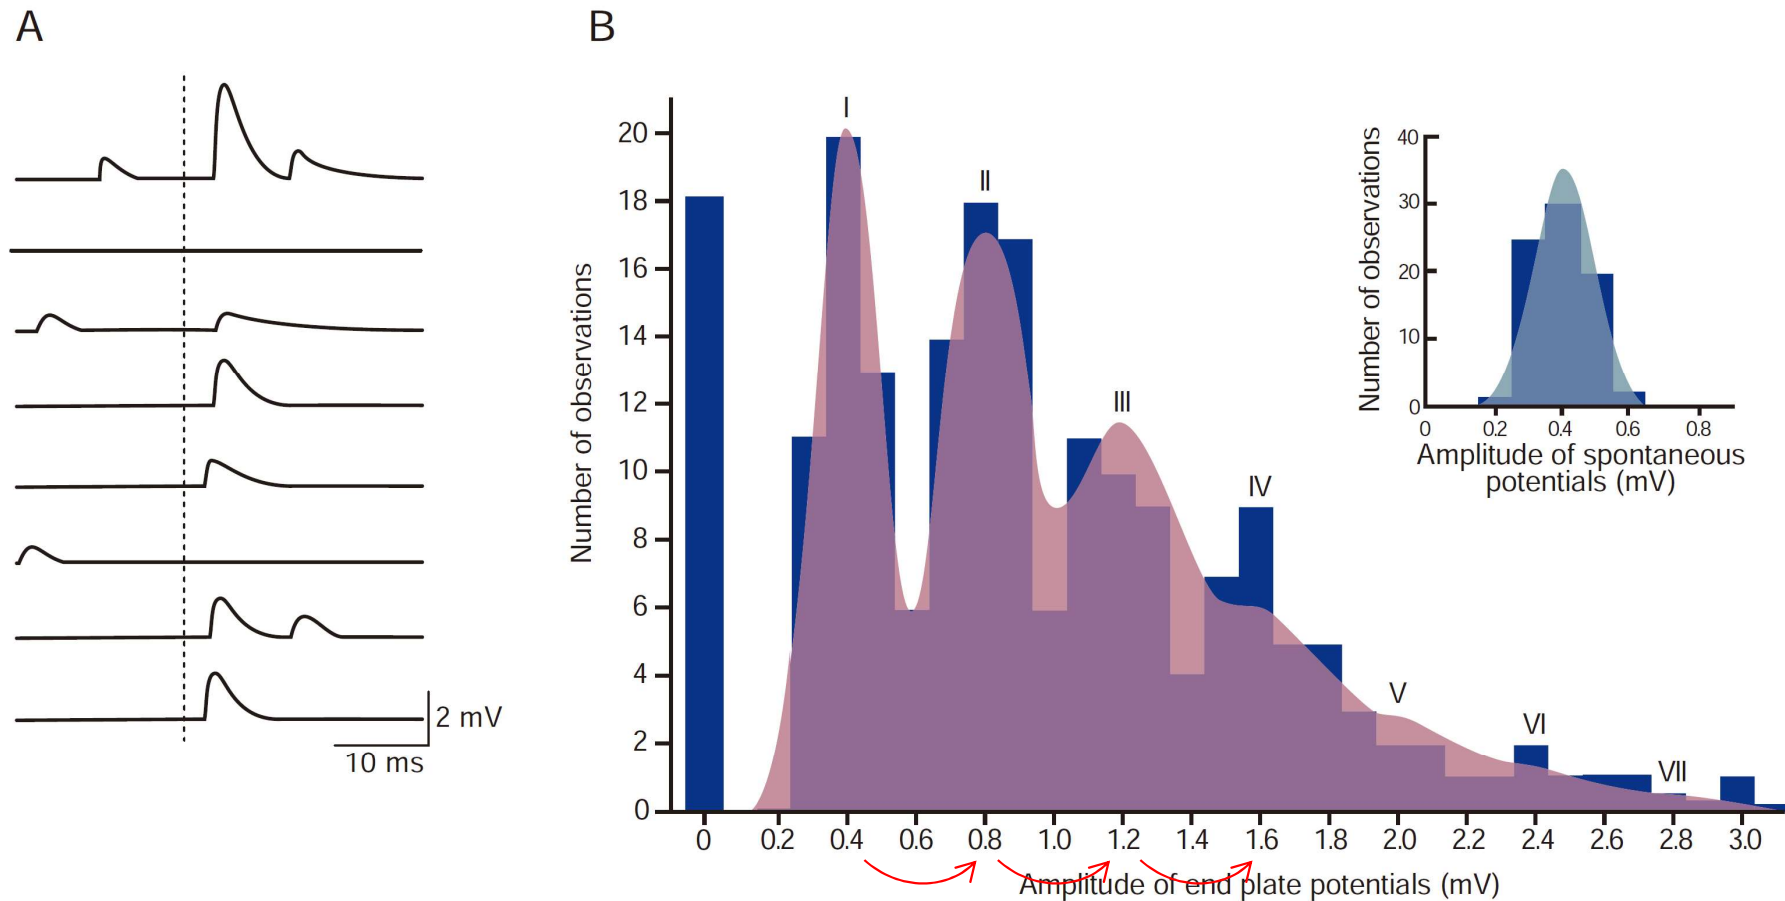 A
2 mV
10 ms
B
Number of observations
20
18
16
14
12
10
8
6
4
2
0
I
II
III
IV
V
VI
VII
0 0.2 0.4 0.6 0.8 1.0 1.2 1.4 1.6 1.8 2.0 2.2 2.4 2.6 2.8 3.0
Amplitude of end plate potentials (mV)
Number of observations
40
30
20
10
0
0 0.2 0.4 0.6 0.8
Amplitude of spontaneous
potentials (mV)